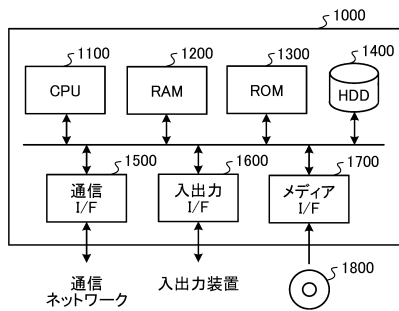 1000
1100
1200
1300
1400
CPU
RAM
ROM
HDD
1500
1600
1700
通信
I/F
入出力
I/F
メディア
I/F
通信
ネットワーク
入出力装置
1800